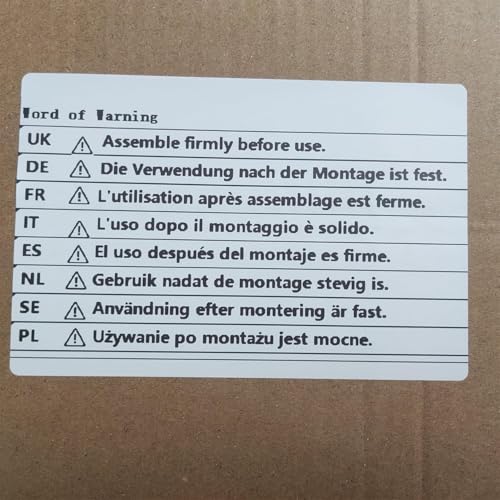 Word of Warning
UK ⚠ Assemble firmly before use.
DE ⚠ Die Verwendung nach der Montage ist fest.
FR ⚠ L'utilisation après assemblage est ferme.
IT ⚠ L'uso dopo il montaggio è solido.
ES ⚠ El uso después del montaje es firme.
NL ⚠ Gebruik nadat de montage stevig is.
SE ⚠ Användning efter montering är fast.
PL ⚠ Używanie po montażu jest mocne.